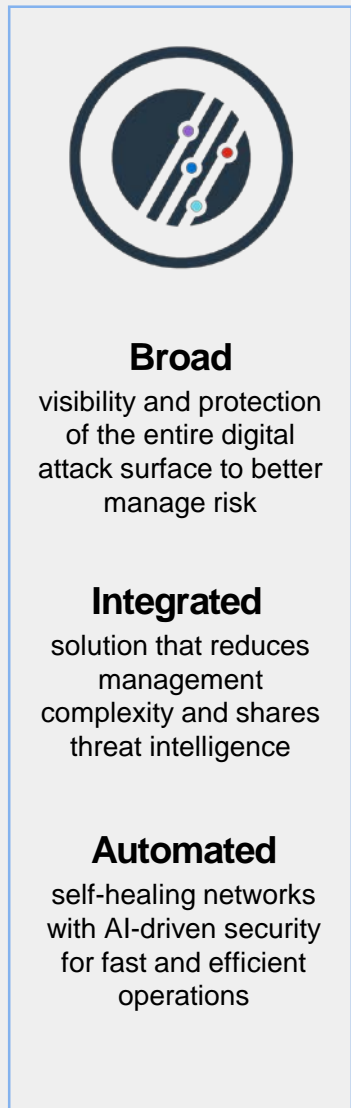 Broad
visibility and protection
of the entire digital
attack surface to better
manage risk
Integrated
solution that reduces
management
complexity and shares
threat intelligence
Automated
self-healing networks
with AI-driven security
for fast and efficient
operations